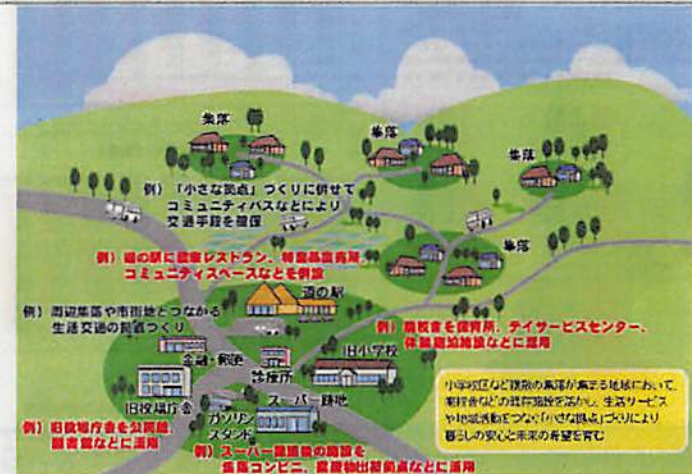 集落
集落
集落
例）「小さな拠点」づくりに併せて
コミュニティバスなどにより
交通手段を確保
集落
例）道の駅に農家レストラン、特産品直売所、
コミュニティスペースなどを併設
道の駅
例）周辺集落や市街地とつながる
生活交通の拠点づくり
例）廃校舎を保育所、デイサービスセンター、
体験宿泊施設などに活用
金融・郵便
診療所
旧小学校
旧役場庁舎
ガソリン
スタンド
スーパー跡地
例）旧役場庁舎を公民館、
図書館などに活用
例）スーパー撤退後の施設を
集落コンビニ、農産物出荷拠点などに活用
小学校区など複数の集落が集まる地域において、
廃校舎などの既存施設を活かし、生活サービス
や地域活動をつなぐ「小さな拠点」づくりにより
暮らしの安心と未来の希望を育む